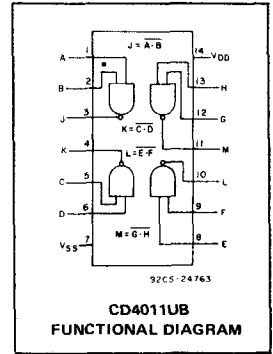 J = A·B
A 1
14 VDD
B 2
13 H
J 3
12 G
K = C·D
11 M
K 4
L = E·F
10 L
C 5
9 F
D 6
M = G·H
8 E
VSS 7
92CS-24763
CD4011UB
FUNCTIONAL DIAGRAM